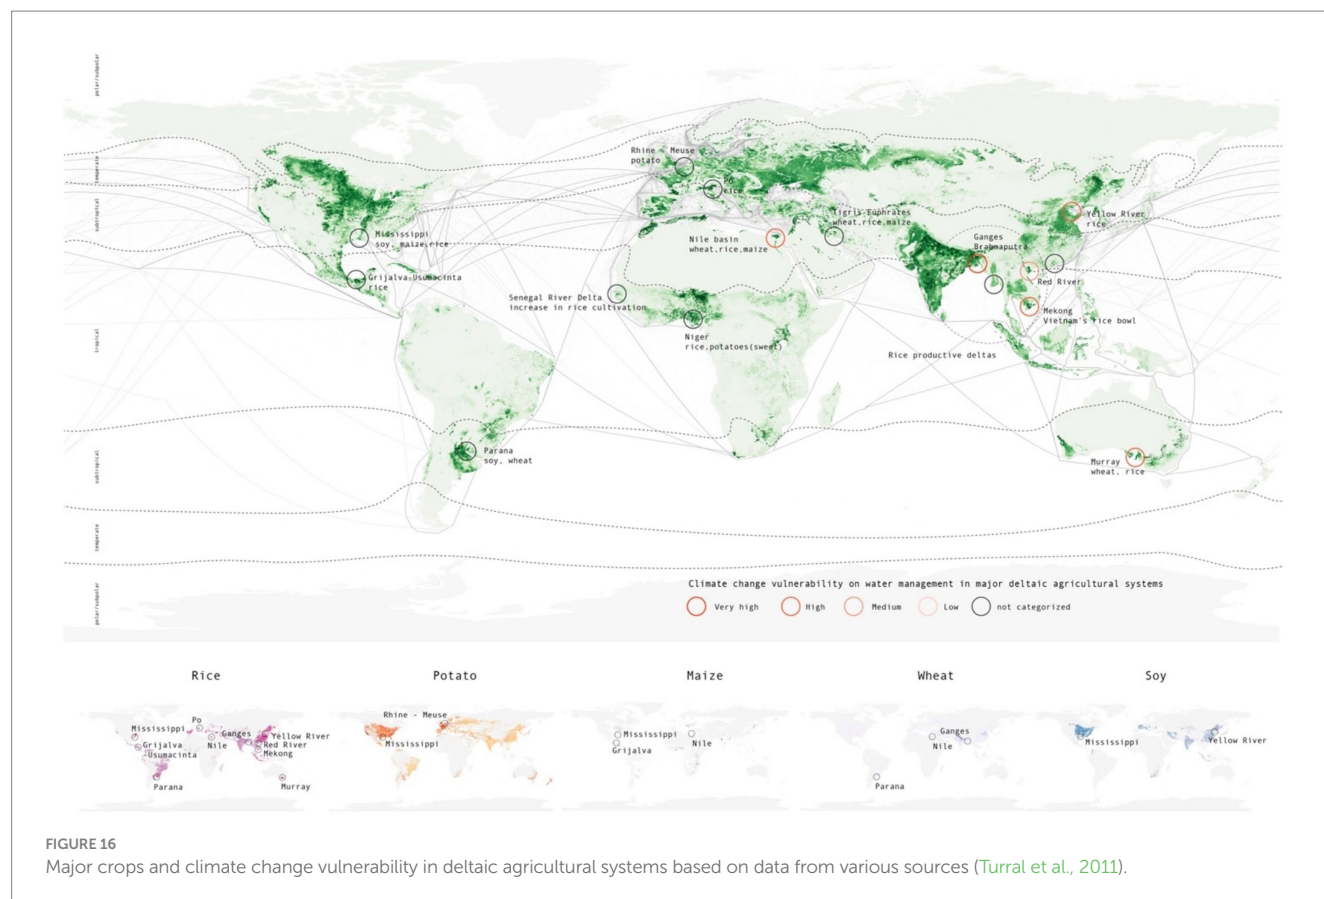 polar/subpolar
temperate
subtropical
tropical
subtropical
temperate
polar/subpolar
Rhine Meuse
potato
Po
rice
Mississippi
soy, maize,rice
Grijalva-Usumacinta
rice
Nile basin
wheat,rice,maize
Tigris-Euphrates
wheat,rice,maize
Senegal River Delta
increase in rice cultivation
Niger
rice,potatoes(sweet)
Ganges
Brahmaputra
Yellow River
rice
Red River
Mekong
Vietnam's rice bowl
Rice productive deltas
Parana
soy, wheat
Murray
wheat, rice
Climate change vulnerability on water management in major deltaic agricultural systems
Very high
High
Medium
Low
not categorized
Rice
Potato
Maize
Wheat
Soy
Po
Mississippi
Grijalva
-Usumacinta
Nile
Ganges
Yellow River
Red River
Mekong
Parana
Murray
Rhine - Meuse
Mississippi
Mississippi
Grijalva
Nile
Ganges
Nile
Parana
Mississippi
Yellow River
FIGURE 16
Major crops and climate change vulnerability in deltaic agricultural systems based on data from various sources (Turral et al., 2011).